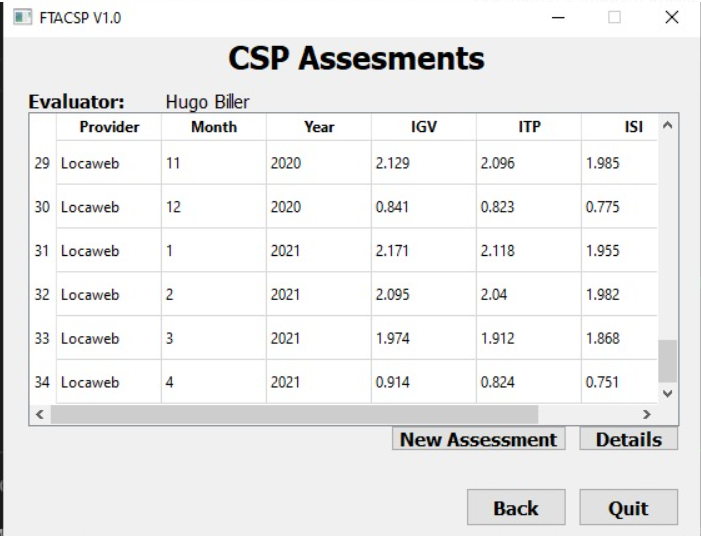 FTACSP V1.0
CSP Assesments
Evaluator: Hugo Biller
Provider Month Year IGV ITP ISI
29 Locaweb 11 2020 2.129 2.096 1.985
30 Locaweb 12 2020 0.841 0.823 0.775
31 Locaweb 1 2021 2.171 2.118 1.955
32 Locaweb 2 2021 2.095 2.04 1.982
33 Locaweb 3 2021 1.974 1.912 1.868
34 Locaweb 4 2021 0.914 0.824 0.751
New Assessment Details
Back Quit